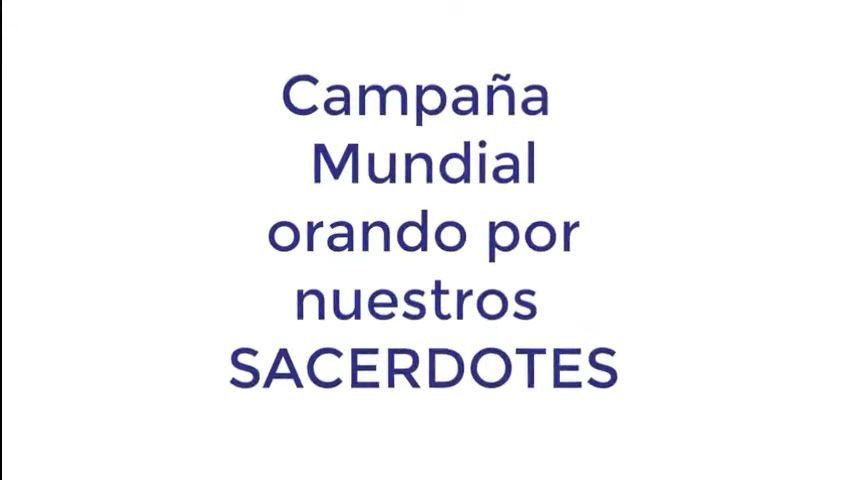 Campaña
Mundial
orando por
nuestros
SACERDOTES